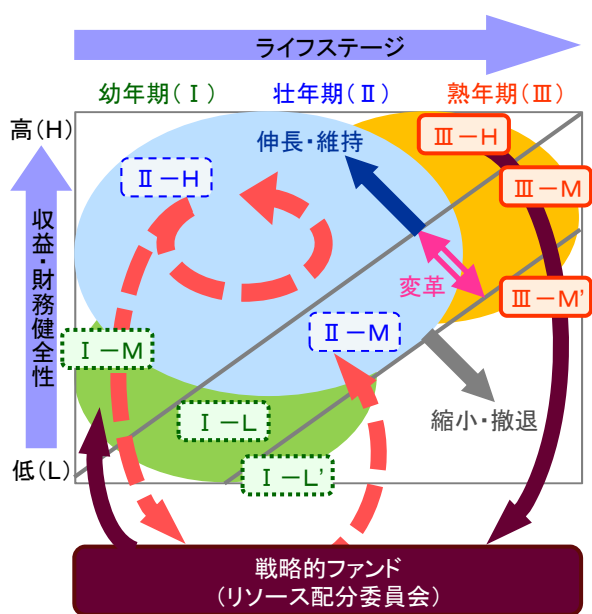 ライフステージ
幼年期(Ⅰ)
壮年期(Ⅱ)
熟年期(Ⅲ)
高(H)
収益・財務健全性
低(L)
伸長・維持
Ⅲ－H
Ⅱ－H
Ⅲ－M
変革
Ⅲ－M'
Ⅰ－M
Ⅱ－M
Ⅰ－L
縮小・撤退
Ⅰ－L'
戦略的ファンド
(リソース配分委員会)